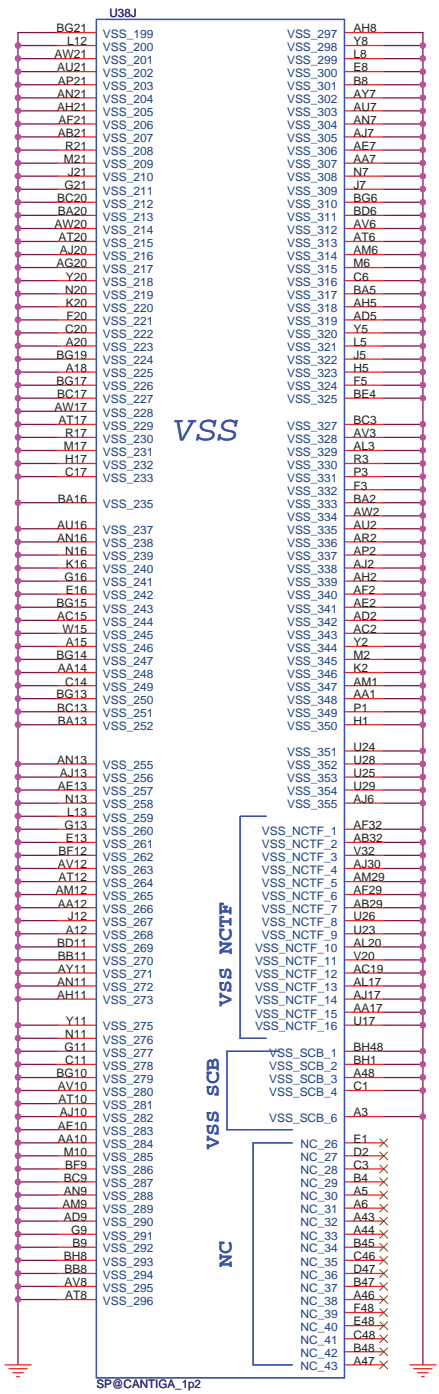 U38J
BG21 VSS_199
L12 VSS_200
AW21 VSS_201
AU21 VSS_202
AP21 VSS_203
AN21 VSS_204
AH21 VSS_205
AF21 VSS_206
AB21 VSS_207
R21 VSS_208
M21 VSS_209
J21 VSS_210
G21 VSS_211
BC20 VSS_212
BA20 VSS_213
AW20 VSS_214
AT20 VSS_215
AJ20 VSS_216
AG20 VSS_217
Y20 VSS_218
N20 VSS_219
K20 VSS_220
F20 VSS_221
C20 VSS_222
A20 VSS_223
BG19 VSS_224
A18 VSS_225
BG17 VSS_226
BC17 VSS_227
AW17 VSS_228
AT17 VSS_229
R17 VSS_230
M17 VSS_231
H17 VSS_232
C17 VSS_233
BA16 VSS_235
AU16 VSS_237
AN16 VSS_238
N16 VSS_239
K16 VSS_240
G16 VSS_241
E16 VSS_242
BG15 VSS_243
AC15 VSS_244
W15 VSS_245
A15 VSS_246
BG14 VSS_247
AA14 VSS_248
C14 VSS_249
BG13 VSS_250
BC13 VSS_251
BA13 VSS_252
AN13 VSS_255
AJ13 VSS_256
AE13 VSS_257
N13 VSS_258
L13 VSS_259
G13 VSS_260
E13 VSS_261
BF12 VSS_262
AV12 VSS_263
AT12 VSS_264
AM12 VSS_265
AA12 VSS_266
J12 VSS_267
A12 VSS_268
BD11 VSS_269
BB11 VSS_270
AY11 VSS_271
AN11 VSS_272
AH11 VSS_273
Y11 VSS_275
N11 VSS_276
G11 VSS_277
C11 VSS_278
BG10 VSS_279
AV10 VSS_280
AT10 VSS_281
AJ10 VSS_282
AE10 VSS_283
AA10 VSS_284
M10 VSS_285
BF9 VSS_286
BC9 VSS_287
AN9 VSS_288
AM9 VSS_289
AD9 VSS_290
G9 VSS_291
B9 VSS_292
BH8 VSS_293
BB8 VSS_294
AV8 VSS_295
AT8 VSS_296
VSS
VSS_297 AH8
VSS_298 Y8
VSS_299 L8
VSS_300 E8
VSS_301 B8
VSS_302 AY7
VSS_303 AU7
VSS_304 AN7
VSS_305 AJ7
VSS_306 AE7
VSS_307 AA7
VSS_308 N7
VSS_309 J7
VSS_310 BG6
VSS_311 BD6
VSS_312 AV6
VSS_313 AT6
VSS_314 AM6
VSS_315 M6
VSS_316 C6
VSS_317 BA5
VSS_318 AH5
VSS_319 AD5
VSS_320 Y5
VSS_321 L5
VSS_322 J5
VSS_323 H5
VSS_324 F5
VSS_325 BE4
VSS_327 BC3
VSS_328 AV3
VSS_329 AL3
VSS_330 R3
VSS_331 P3
VSS_332 F3
VSS_333 BA2
VSS_334 AW2
VSS_335 AU2
VSS_336 AR2
VSS_337 AP2
VSS_338 AJ2
VSS_339 AH2
VSS_340 AF2
VSS_341 AE2
VSS_342 AD2
VSS_343 AC2
VSS_344 Y2
VSS_345 M2
VSS_346 K2
VSS_347 AM1
VSS_348 AA1
VSS_349 P1
VSS_350 H1
VSS_351 U24
VSS_352 U28
VSS_353 U25
VSS_354 U29
VSS_355 AJ6
VSS NCTF
VSS_NCTF_1 AF32
VSS_NCTF_2 AB32
VSS_NCTF_3 V32
VSS_NCTF_4 AJ30
VSS_NCTF_5 AM29
VSS_NCTF_6 AF29
VSS_NCTF_7 AB29
VSS_NCTF_8 U26
VSS_NCTF_9 U23
VSS_NCTF_10 AL20
VSS_NCTF_11 V20
VSS_NCTF_12 AC19
VSS_NCTF_13 AL17
VSS_NCTF_14 AJ17
VSS_NCTF_15 AA17
VSS_NCTF_16 U17
VSS SCB
VSS_SCB_1 BH48
VSS_SCB_2 BH1
VSS_SCB_3 A48
VSS_SCB_4 C1
VSS_SCB_6 A3
NC
NC_26 E1
NC_27 D2
NC_28 C3
NC_29 B4
NC_30 A5
NC_31 A6
NC_32 A43
NC_33 A44
NC_34 B45
NC_35 C46
NC_36 D47
NC_37 B47
NC_38 A46
NC_39 F48
NC_40 E48
NC_41 C48
NC_42 B48
NC_43 A47
SP@CANTIGA_1p2